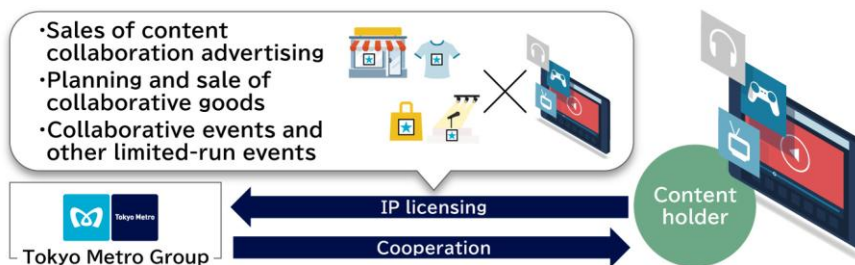 ・Sales of content
collaboration advertising
・Planning and sale of
collaborative goods
・Collaborative events and
other limited-run events
IP licensing
Content
holder
Tokyo Metro
Cooperation
Tokyo Metro Group